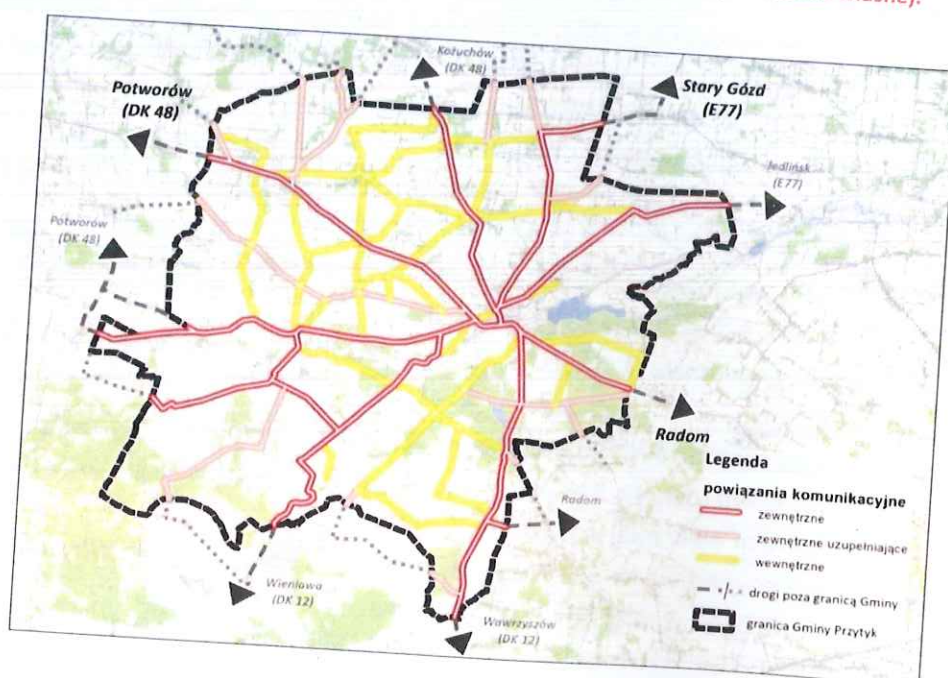 Kożuchów
(DK 48)
Potworów
(DK 48)
Stary Gózd
(E77)
Jedlińsk
(E77)
Potworów
(DK 48)
Radom
Legenda
powiązania komunikacyjne
zewnętrzne
zewnętrzne uzupełniające
wewnętrzne
drogi poza granicą Gminy
granica Gminy Przytyk
Radom
Wieniawa
(DK 12)
Wawrzyszów
(DK 12)